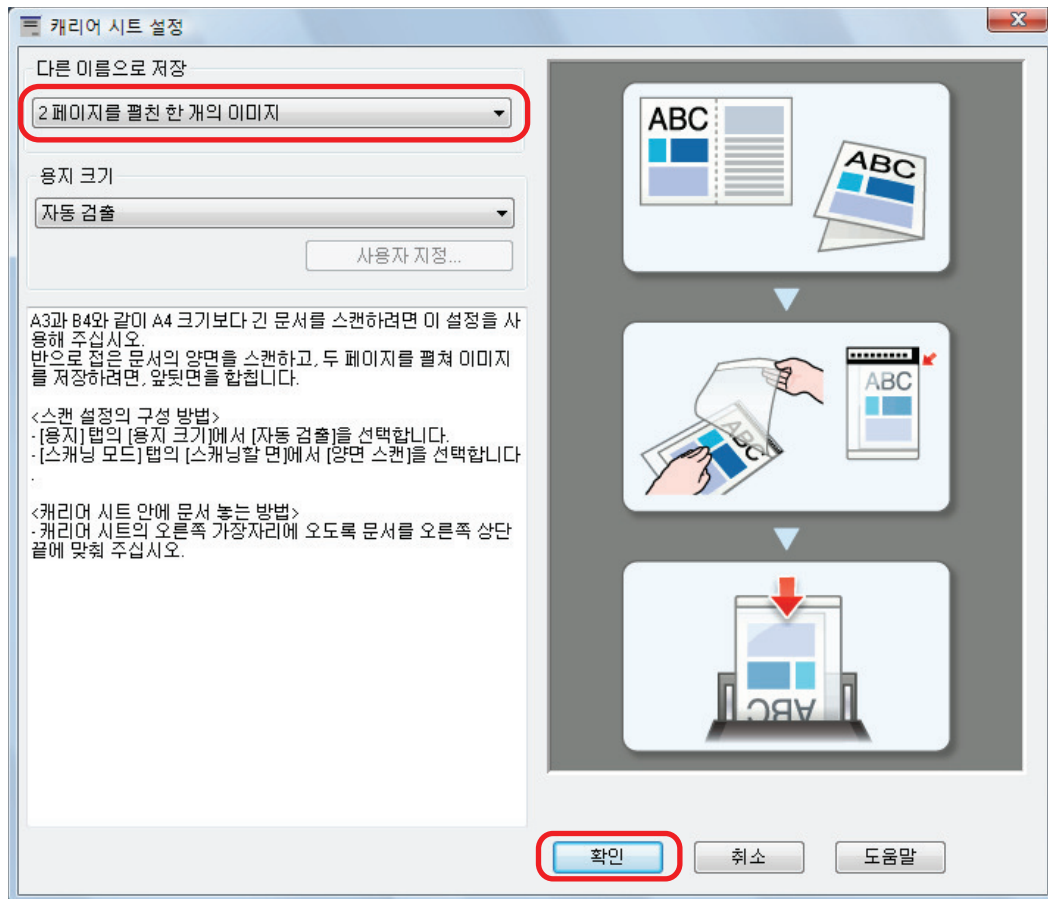 캐리어 시트 설정
다른 이름으로 저장
2 페이지를 펼친 한 개의 이미지
용지 크기
자동 검출
사용자 지정...
A3과 B4와 같이 A4 크기보다 긴 문서를 스캔하려면 이 설정을 사
용해 주십시오.
반으로 접은 문서의 양면을 스캔하고, 두 페이지를 펼쳐 이미지
를 저장하려면, 앞뒷면을 합칩니다.
<스캔 설정의 구성 방법>
- [용지] 탭의 [용지 크기]에서 [자동 검출]을 선택합니다.
- [스캐닝 모드] 탭의 [스캐닝할 면]에서 [양면 스캔]을 선택합니다
.
<캐리어 시트 안에 문서 놓는 방법>
- 캐리어 시트의 오른쪽 가장자리에 오도록 문서를 오른쪽 상단
끝에 맞춰 주십시오.
ABC
ABC
ABC
ABC
ABC
확인
취소
도움말